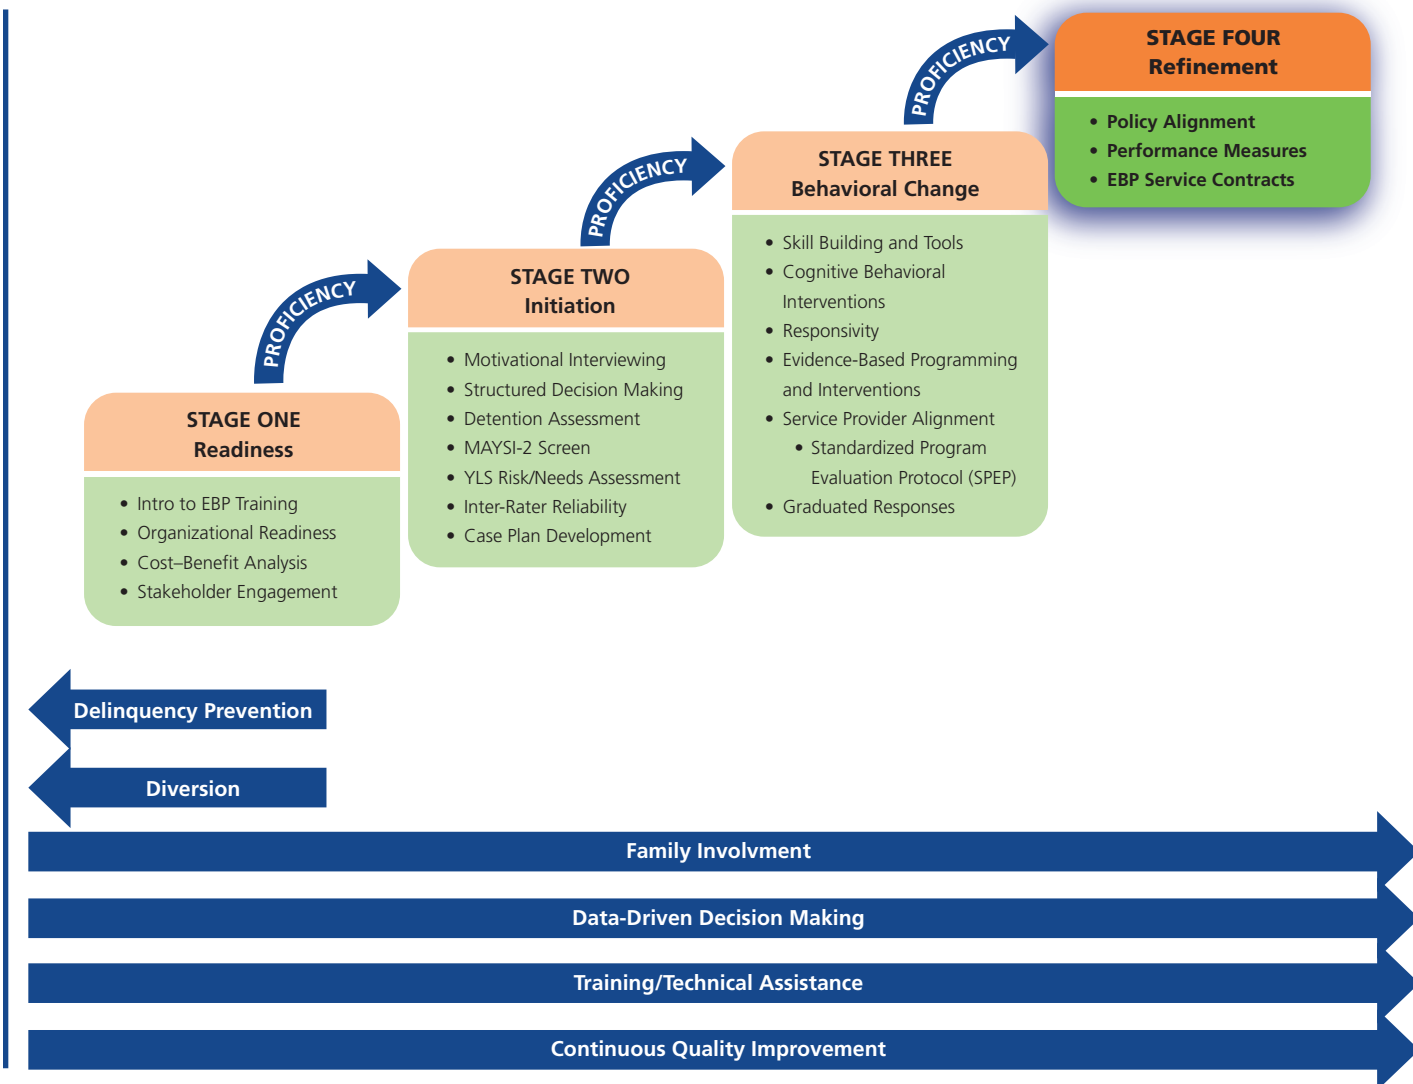 STAGE ONE
Readiness
• Intro to EBP Training
• Organizational Readiness
• Cost–Benefit Analysis
• Stakeholder Engagement
PROFICIENCY
STAGE TWO
Initiation
• Motivational Interviewing
• Structured Decision Making
• Detention Assessment
• MAYSI-2 Screen
• YLS Risk/Needs Assessment
• Inter-Rater Reliability
• Case Plan Development
PROFICIENCY
STAGE THREE
Behavioral Change
• Skill Building and Tools
• Cognitive Behavioral
Interventions
• Responsivity
• Evidence-Based Programming
and Interventions
• Service Provider Alignment
• Standardized Program
Evaluation Protocol (SPEP)
• Graduated Responses
PROFICIENCY
STAGE FOUR
Refinement
• Policy Alignment
• Performance Measures
• EBP Service Contracts
Delinquency Prevention
Diversion
Family Involvment
Data-Driven Decision Making
Training/Technical Assistance
Continuous Quality Improvement